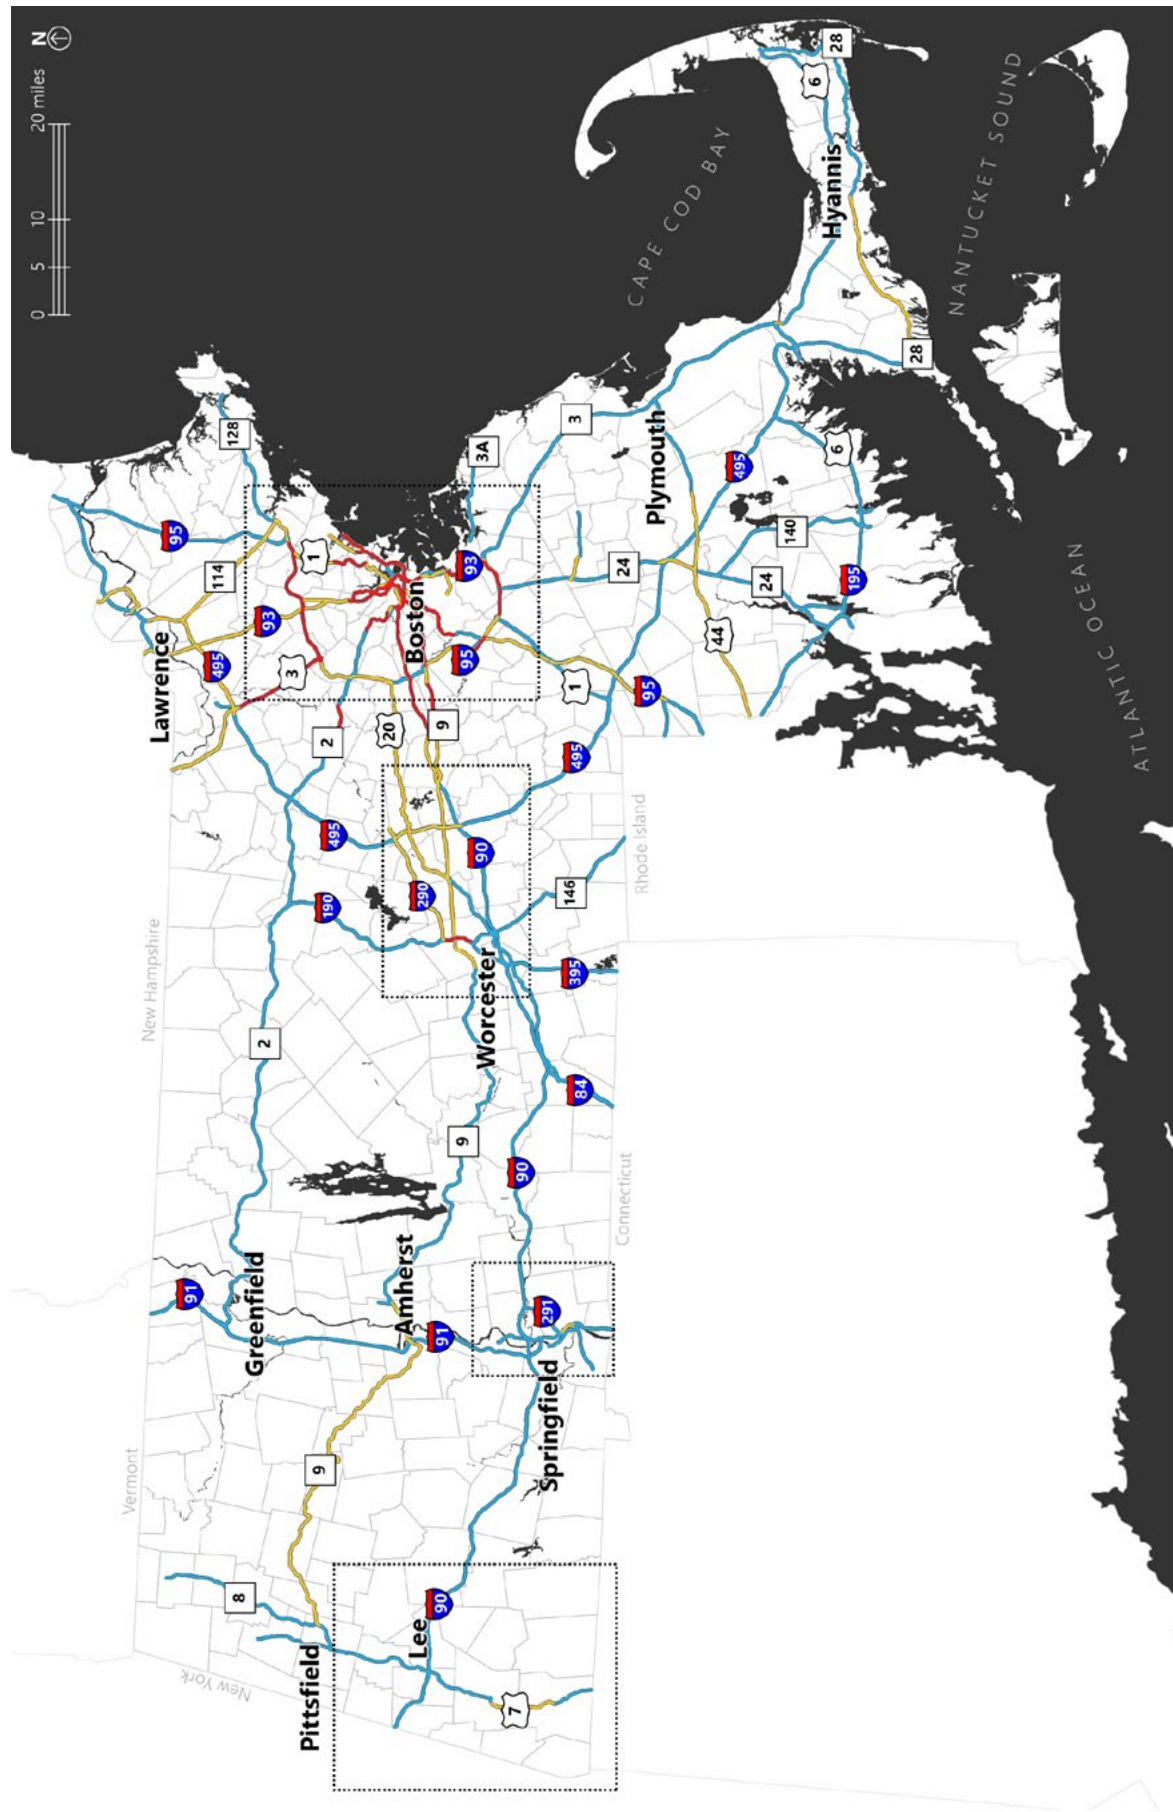 N
0 5 10 20 miles
Vermont
New Hampshire
New York
Connecticut
Rhode Island
CAPE COD BAY
NANTUCKET SOUND
ATLANTIC OCEAN
Pittsfield
Lee
Greenfield
Amherst
Springfield
Worcester
Lawrence
Boston
Plymouth
Hyannis
8
9
90
7
91
91
291
90
9
2
84
395
190
290
146
90
495
495
2
20
9
3
495
93
114
95
128
1
95
93
1
95
3A
3
24
44
24
140
195
495
6
28
6
28